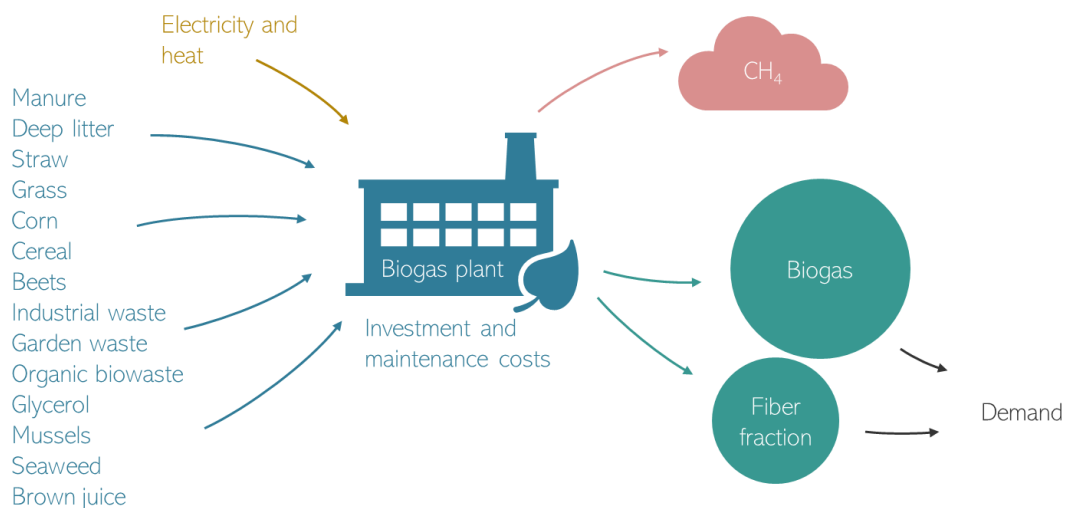 Electricity and
heat
Manure
Deep litter
Straw
Grass
Corn
Cereal
Beets
Industrial waste
Garden waste
Organic biowaste
Glycerol
Mussels
Seaweed
Brown juice
Biogas plant
Investment and
maintenance costs
CH₄
Biogas
Fiber
fraction
Demand